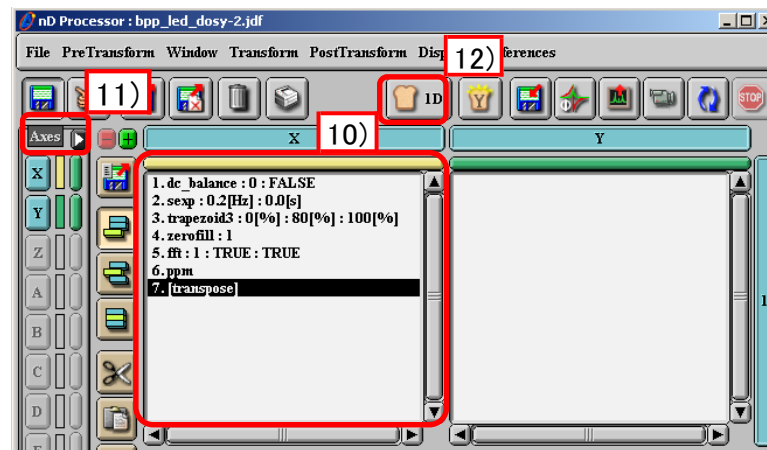 nD Processor : bpp_led_dosy-2.jdf
File PreTransform Window Transform PostTransform Disp ferences
12)
11)
1D
STOP
Axes
X
10)
Y
X
Y
Z
A
B
C
D
1. dc_balance : 0 : FALSE
2. sexp : 0.2[Hz] : 0.0[s]
3. trapezoid3 : 0[%] : 80[%] : 100[%]
4. zerofill : 1
5. fft : 1 : TRUE : TRUE
6. ppm
7. [transpose]